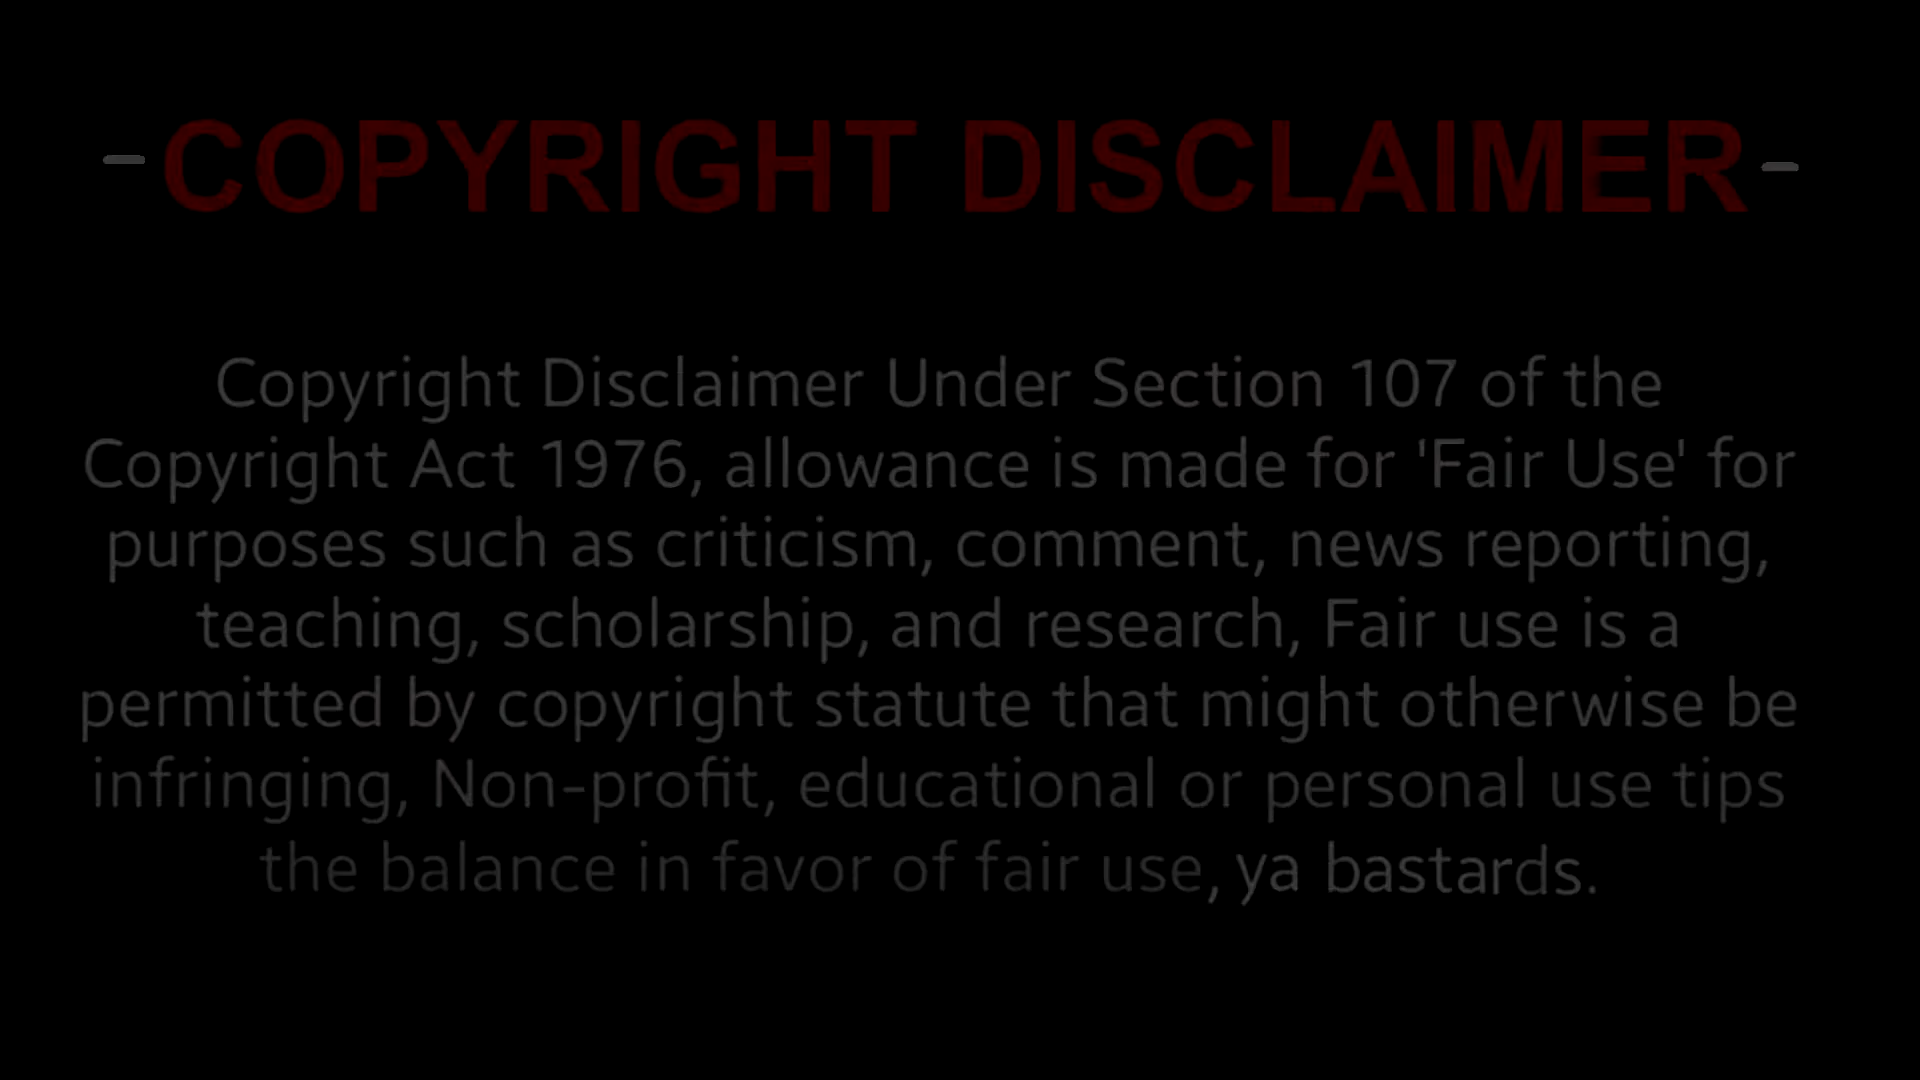 -COPYRIGHT DISCLAIMER-
Copyright Disclaimer Under Section 107 of the
Copyright Act 1976, allowance is made for 'Fair Use' for
purposes such as criticism, comment, news reporting,
teaching, scholarship, and research, Fair use is a
permitted by copyright statute that might otherwise be
infringing, Non-profit, educational or personal use tips
the balance in favor of fair use, ya bastards.